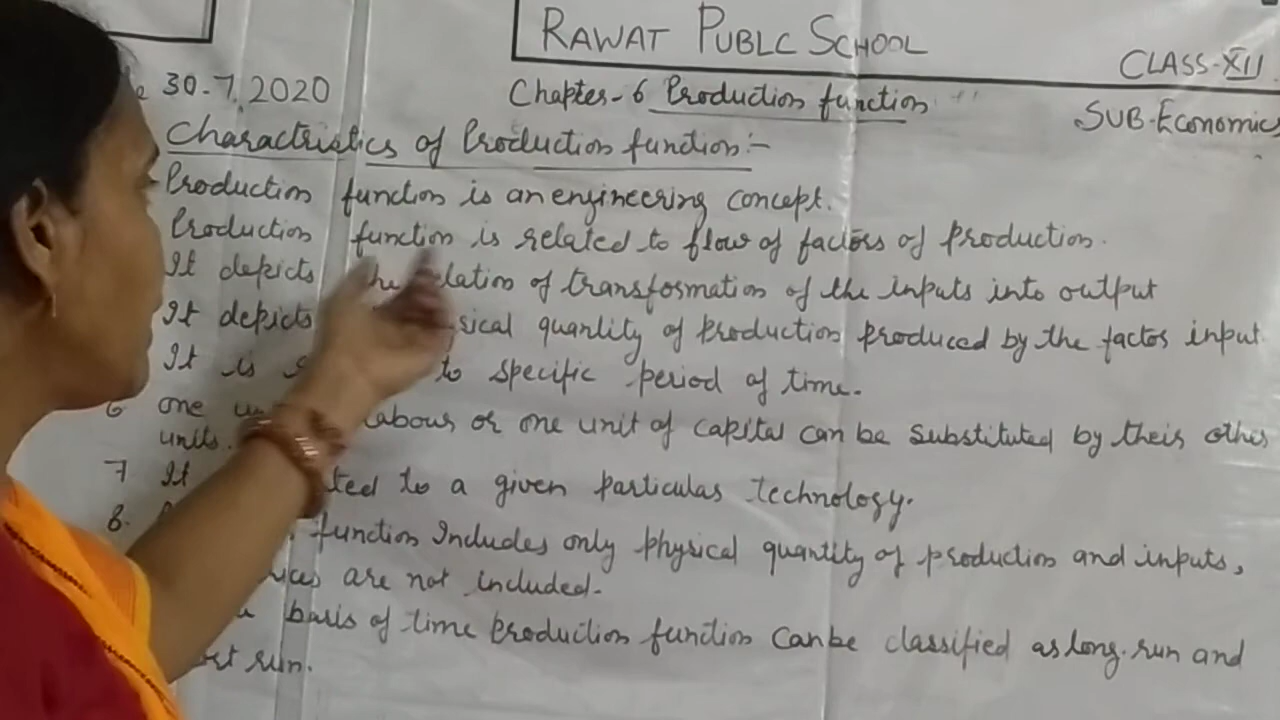 RAWAT PUBLC SCHOOL
CLASS-XII
30.7.2020
Chapter-6 Production function
SUB-Economic
Characteristics of Production function:-
Production function is an engineering concept.
Production function is related to flow of factors of production.
It depicts the relation of transformation of the inputs into output
It depicts quantity of production produced by the factor input
It is to specific period of time.
6 one labour or one unit of capital can be substituted by their other
units.
7 It to a given particular technology.
8. function Includes only physical quantity of production and inputs,
are not included.
basis of time production function can be classified as long-run and
run.